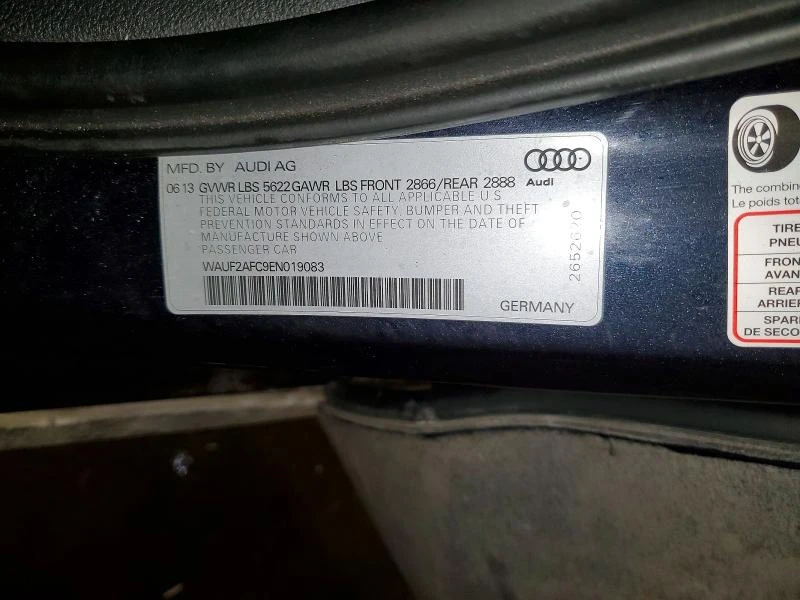 MFD. BY AUDI AG
Audi
06 13 GVWR LBS 5622 GAWR LBS FRONT 2866/REAR 2888
THIS VEHICLE CONFORMS TO ALL APPLICABLE U.S
FEDERAL MOTOR VEHICLE SAFETY, BUMPER AND THEFT
PREVENTION STANDARDS IN EFFECT ON THE DATE OF
MANUFACTURE SHOWN ABOVE
PASSENGER CAR
WAUF2AFC9EN019083
GERMANY
The combin
Le poids tota
TIRE
PNEU
FRON
AVAN
REAR
ARRIER
SPAR
DE SECO